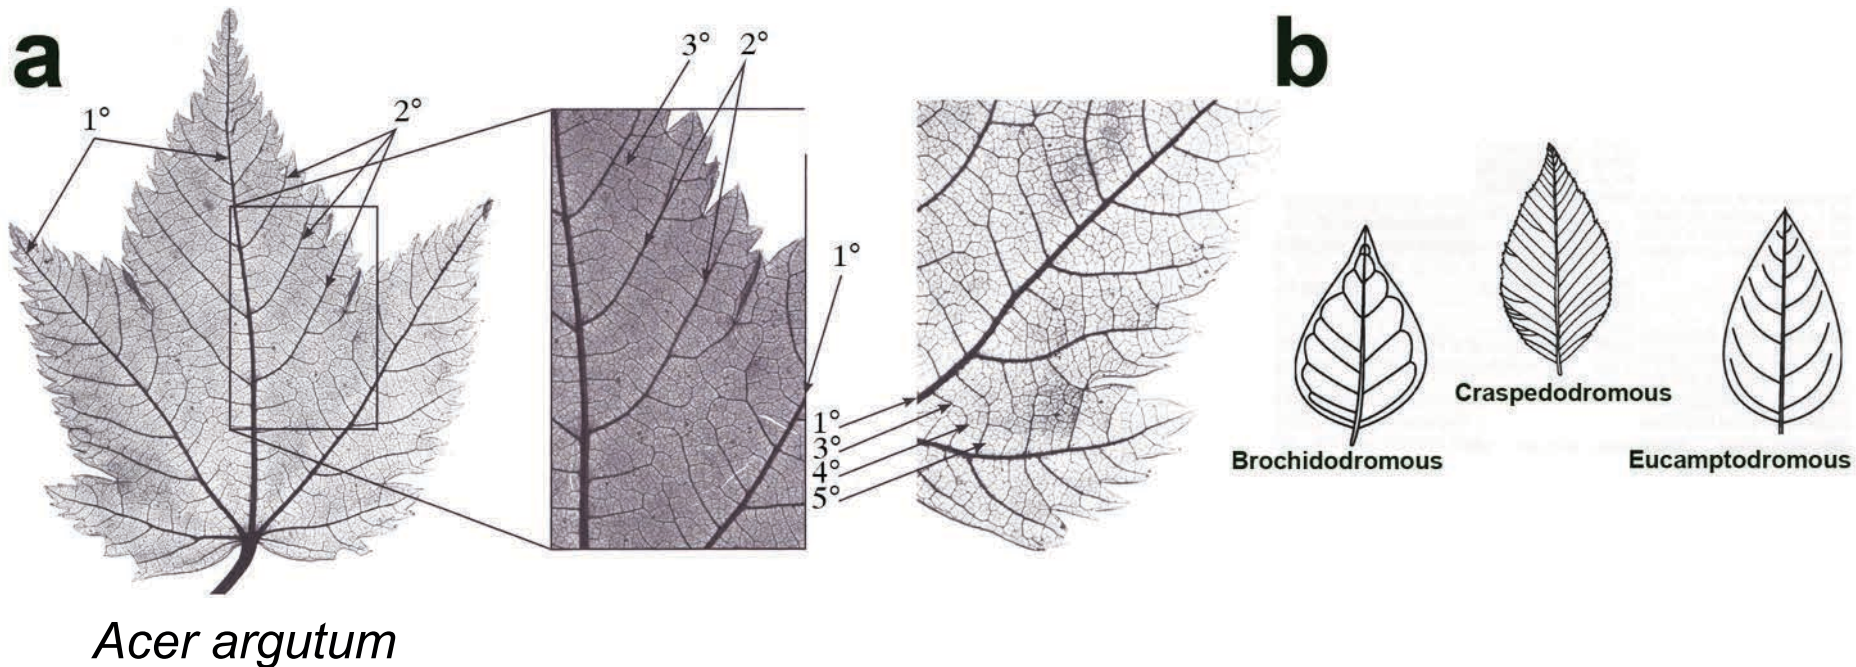 a
1°
2°
3°
2°
1°
1°
3°
4°
5°
Acer argutum
b
Brochidodromous
Craspedodromous
Eucamptodromous